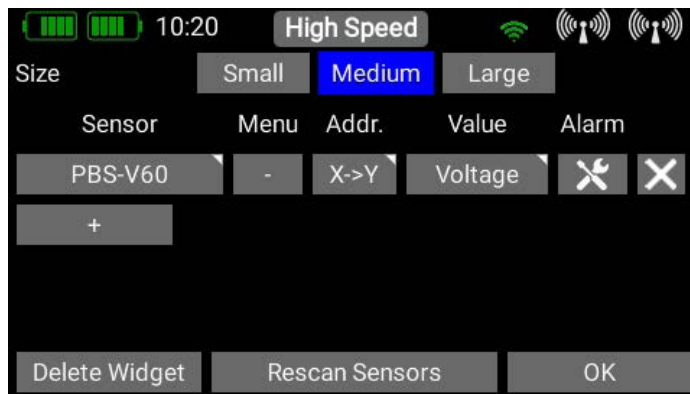 10:20 High Speed
Size Small Medium Large
Sensor Menu Addr. Value Alarm
PBS-V60 - X->Y Voltage
+
Delete Widget Rescan Sensors OK